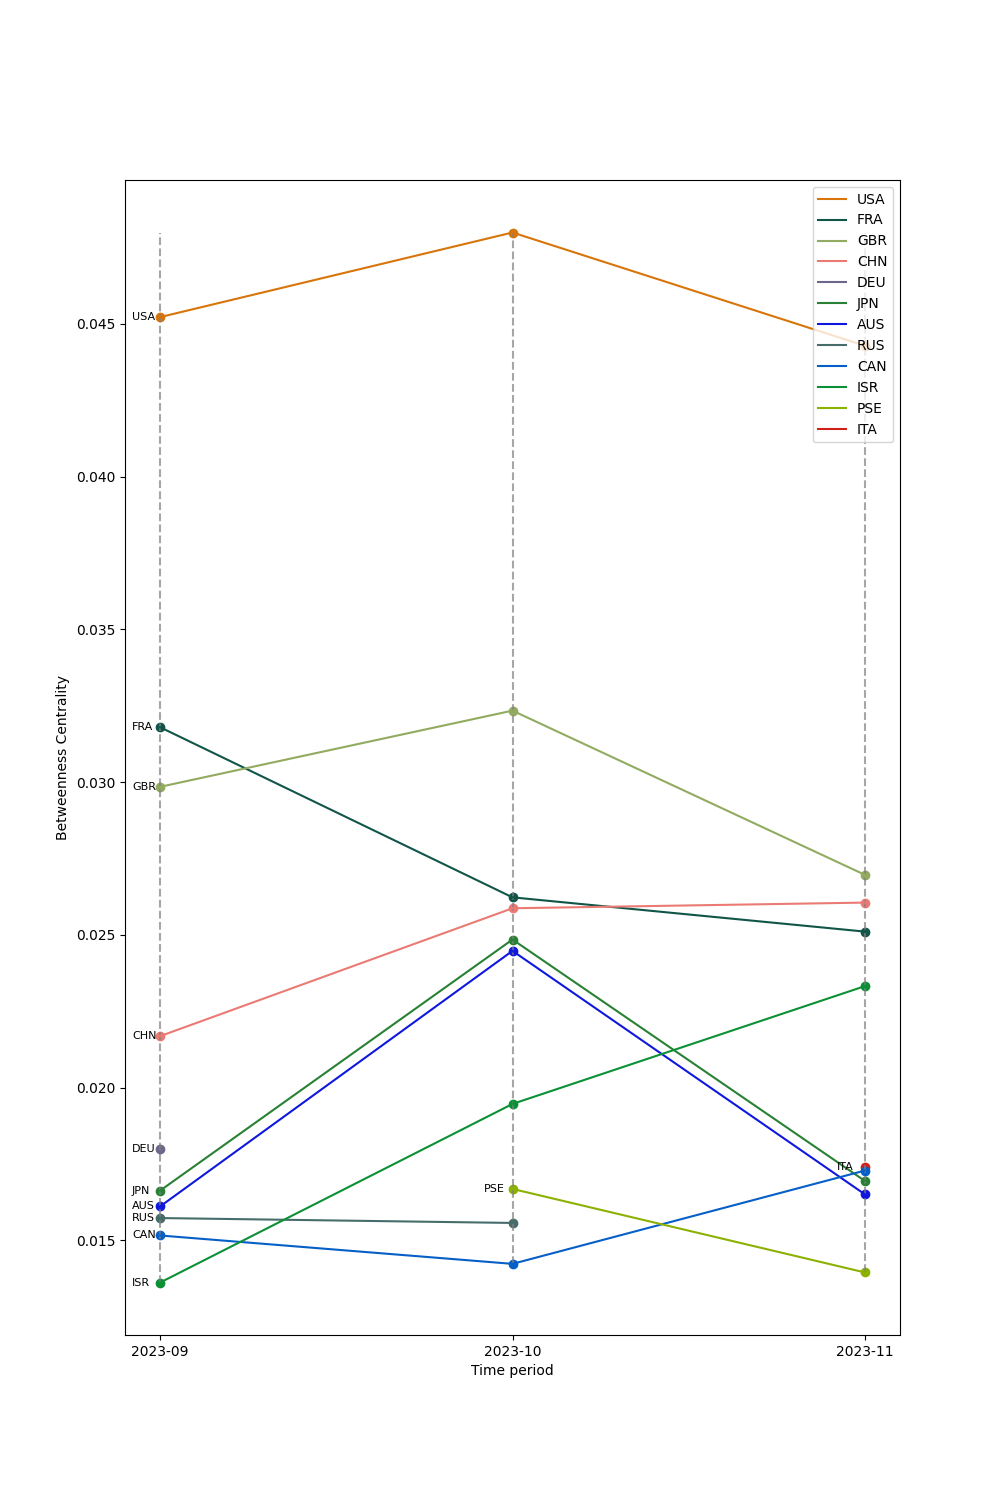 USA
FRA
GBR
CHN
DEU
JPN
AUS
RUS
CAN
ISR
PSE
ITA
0.045
0.040
0.035
0.030
0.025
0.020
0.015
Betweenness Centrality
USA
FRA
GBR
CHN
DEU
JPN
AUS
RUS
CAN
ISR
PSE
ITA
2023-09
2023-10
2023-11
Time period